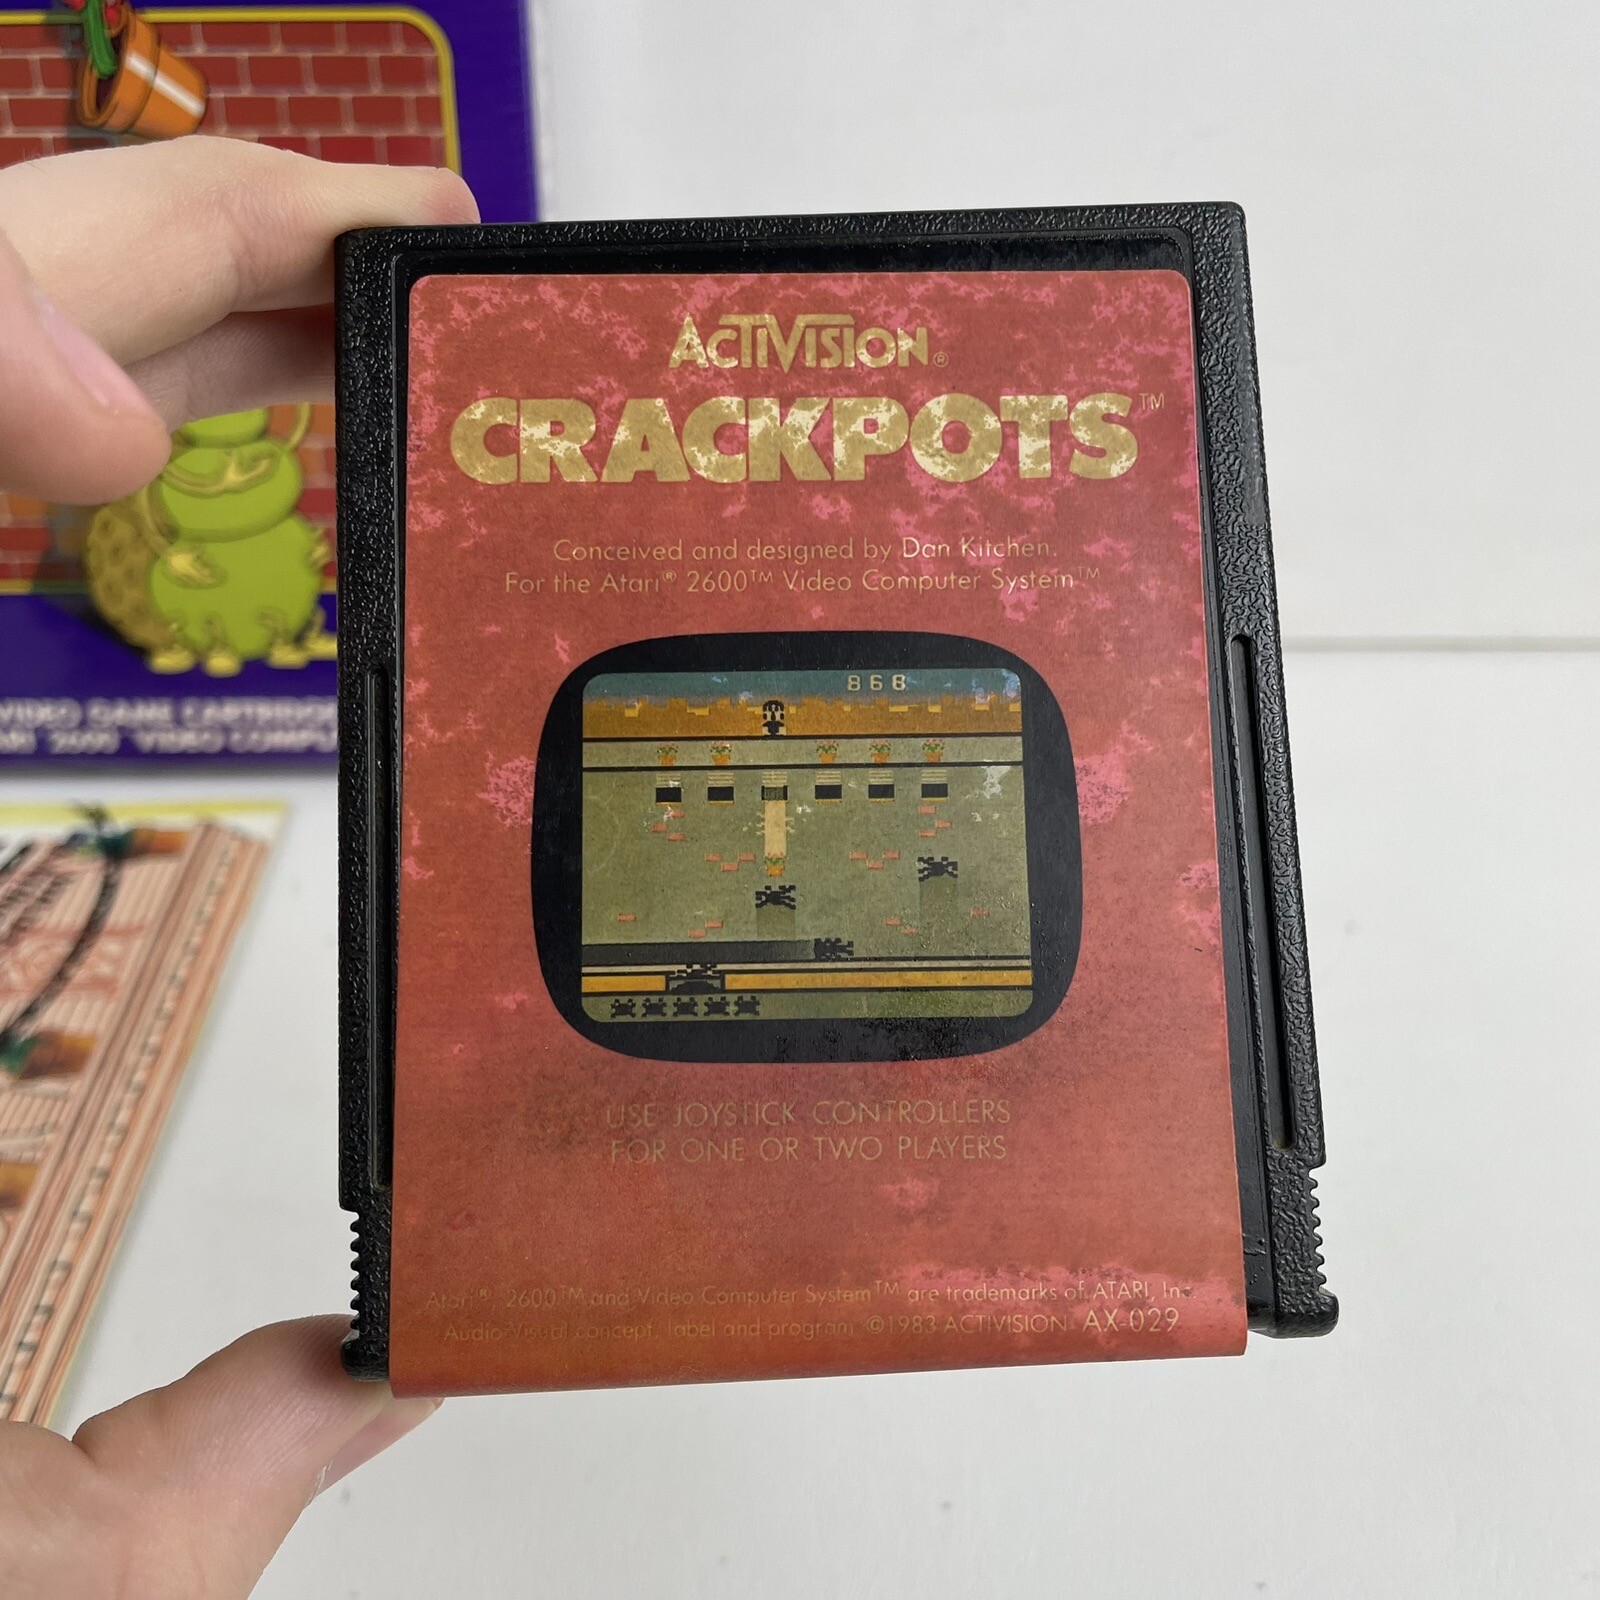 ACTIVISION®
CRACKPOTS™
Conceived and designed by Dan Kitchen.
For the Atari® 2600™ Video Computer System™
868
USE JOYSTICK CONTROLLERS
FOR ONE OR TWO PLAYERS
Atari®, 2600™ and Video Computer System™ are trademarks of ATARI, Inc.
Audio-Visual concept, label and program ©1983 ACTIVISION AX-029
VIDEO GAME CARTRIDGE
2600 VIDEO